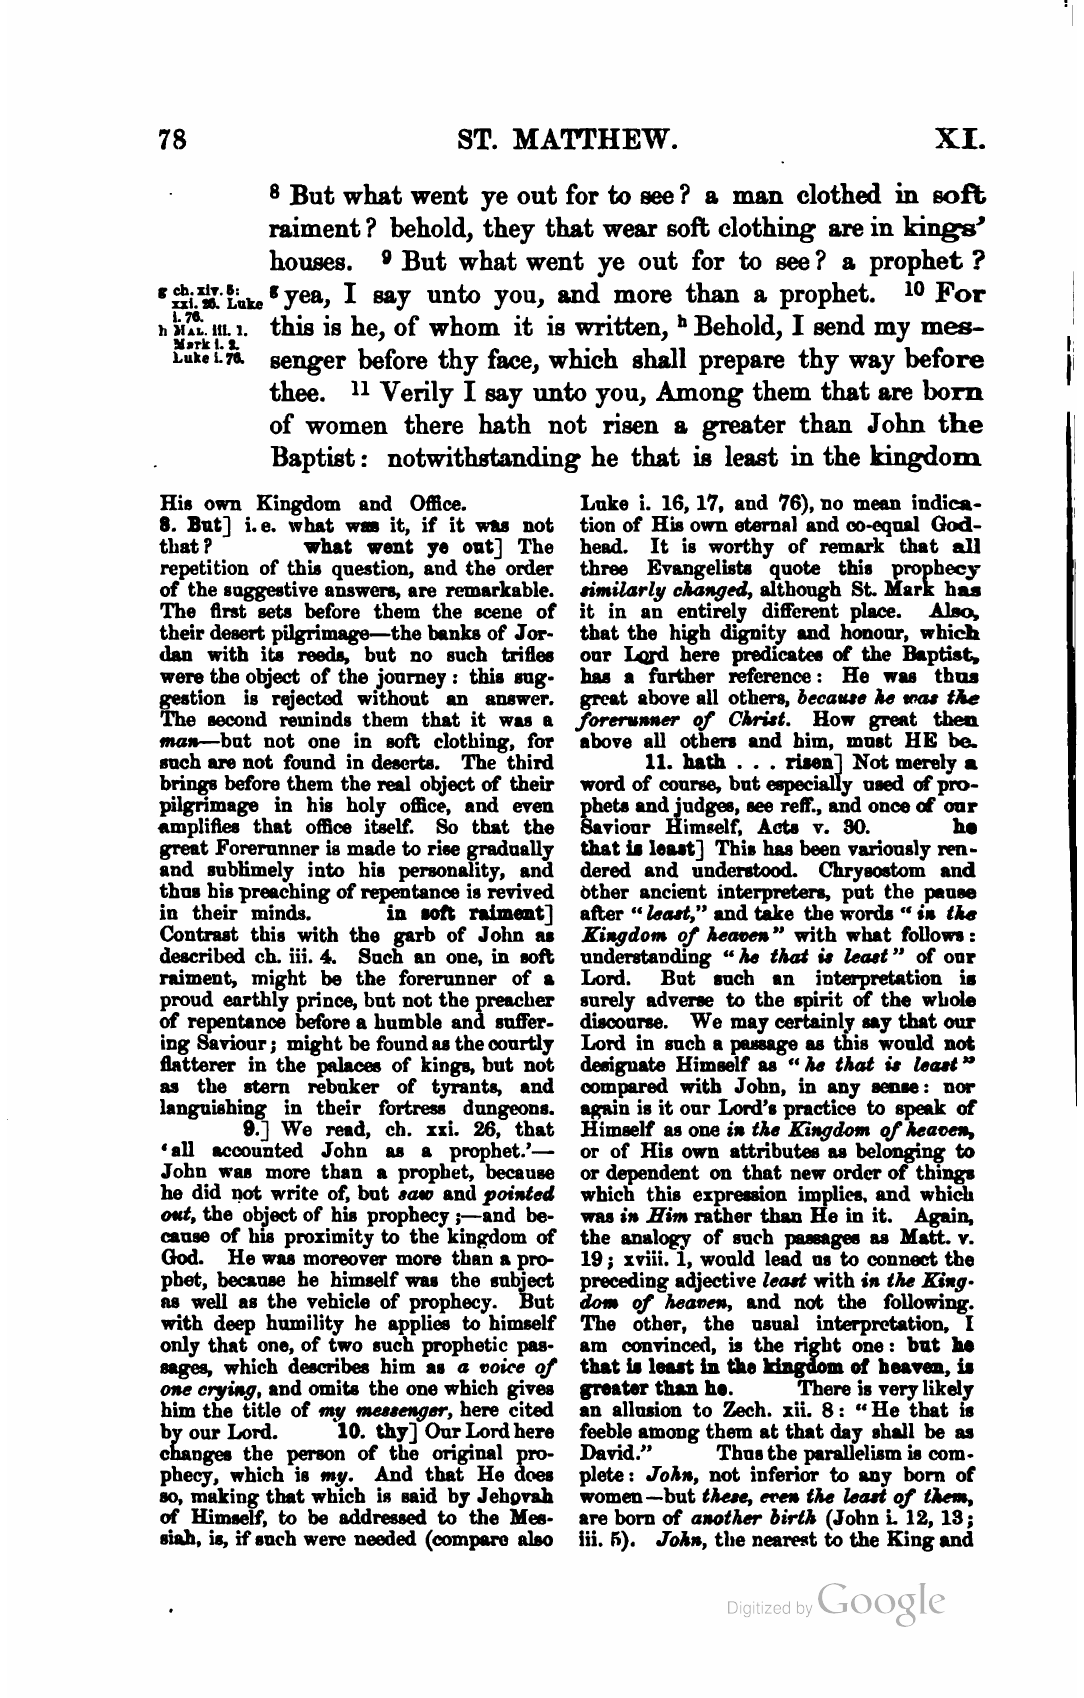 78 ST. MATTHEW. XI.
8 But what went ye out for to see? a man clothed in soft
raiment? behold, they that wear soft clothing are in kings'
houses. 9 But what went ye out for to see? a prophet?
g yea, I say unto you, and more than a prophet. 10 For
this is he, of whom it is written, h Behold, I send my mes-
senger before thy face, which shall prepare thy way before
thee. 11 Verily I say unto you, Among them that are born
of women there hath not risen a greater than John the
Baptist: notwithstanding he that is least in the kingdom
g ch. xiv. 5:
xxi. 26. Luke
i. 76.
h MAL. iii. 1.
Mark i. 2.
Luke i. 76.
His own Kingdom and Office.
8. But] i. e. what was it, if it was not
that? what went ye out] The
repetition of this question, and the order
of the suggestive answers, are remarkable.
The first sets before them the scene of
their desert pilgrimage—the banks of Jor-
dan with its reeds, but no such trifles
were the object of the journey: this sug-
gestion is rejected without an answer.
The second reminds them that it was a
man—but not one in soft clothing, for
such are not found in deserts. The third
brings before them the real object of their
pilgrimage in his holy office, and even
amplifies that office itself. So that the
great Forerunner is made to rise gradually
and sublimely into his personality, and
thus his preaching of repentance is revived
in their minds. in soft raiment]
Contrast this with the garb of John as
described ch. iii. 4. Such an one, in soft
raiment, might be the forerunner of a
proud earthly prince, but not the preacher
of repentance before a humble and suffer-
ing Saviour; might be found as the courtly
flatterer in the palaces of kings, but not
as the stern rebuker of tyrants, and
languishing in their fortress dungeons.
9.] We read, ch. xxi. 26, that
'all accounted John as a prophet.'—
John was more than a prophet, because
he did not write of, but saw and pointed
out, the object of his prophecy;—and be-
cause of his proximity to the kingdom of
God. He was moreover more than a pro-
phet, because he himself was the subject
as well as the vehicle of prophecy. But
with deep humility he applies to himself
only that one, of two such prophetic pas-
sages, which describes him as a voice of
one crying, and omits the one which gives
him the title of my messenger, here cited
by our Lord. 10. thy] Our Lord here
changes the person of the original pro-
phecy, which is my. And that He does
so, making that which is said by Jehovah
of Himself, to be addressed to the Mes-
siah, is, if such were needed (compare also
Luke i. 16, 17, and 76), no mean indica-
tion of His own eternal and co-equal God-
head. It is worthy of remark that all
three Evangelists quote this prophecy
similarly changed, although St. Mark has
it in an entirely different place. Also,
that the high dignity and honour, which
our Lord here predicates of the Baptist,
has a further reference: He was thus
great above all others, because he was the
forerunner of Christ. How great then
above all others and him, must HE be.
11. hath . . . risen] Not merely a
word of course, but especially used of pro-
phets and judges, see reff., and once of our
Saviour Himself, Acts v. 30. he
that is least] This has been variously ren-
dered and understood. Chrysostom and
other ancient interpreters, put the pause
after "least," and take the words "in the
Kingdom of heaven" with what follows:
understanding "he that is least" of our
Lord. But such an interpretation is
surely adverse to the spirit of the whole
discourse. We may certainly say that our
Lord in such a passage as this would not
designate Himself as "he that is least"
compared with John, in any sense: nor
again is it our Lord's practice to speak of
Himself as one in the Kingdom of heaven,
or of His own attributes as belonging to
or dependent on that new order of things
which this expression implies, and which
was in Him rather than He in it. Again,
the analogy of such passages as Matt. v.
19; xviii. 1, would lead us to connect the
preceding adjective least with in the King-
dom of heaven, and not the following.
The other, the usual interpretation, I
am convinced, is the right one: but he
that is least in the kingdom of heaven, is
greater than he. There is very likely
an allusion to Zech. xii. 8: "He that is
feeble among them at that day shall be as
David." Thus the parallelism is com-
plete: John, not inferior to any born of
women—but these, even the least of them,
are born of another birth (John i. 12, 13;
iii. 5). John, the nearest to the King and
Digitized by Google